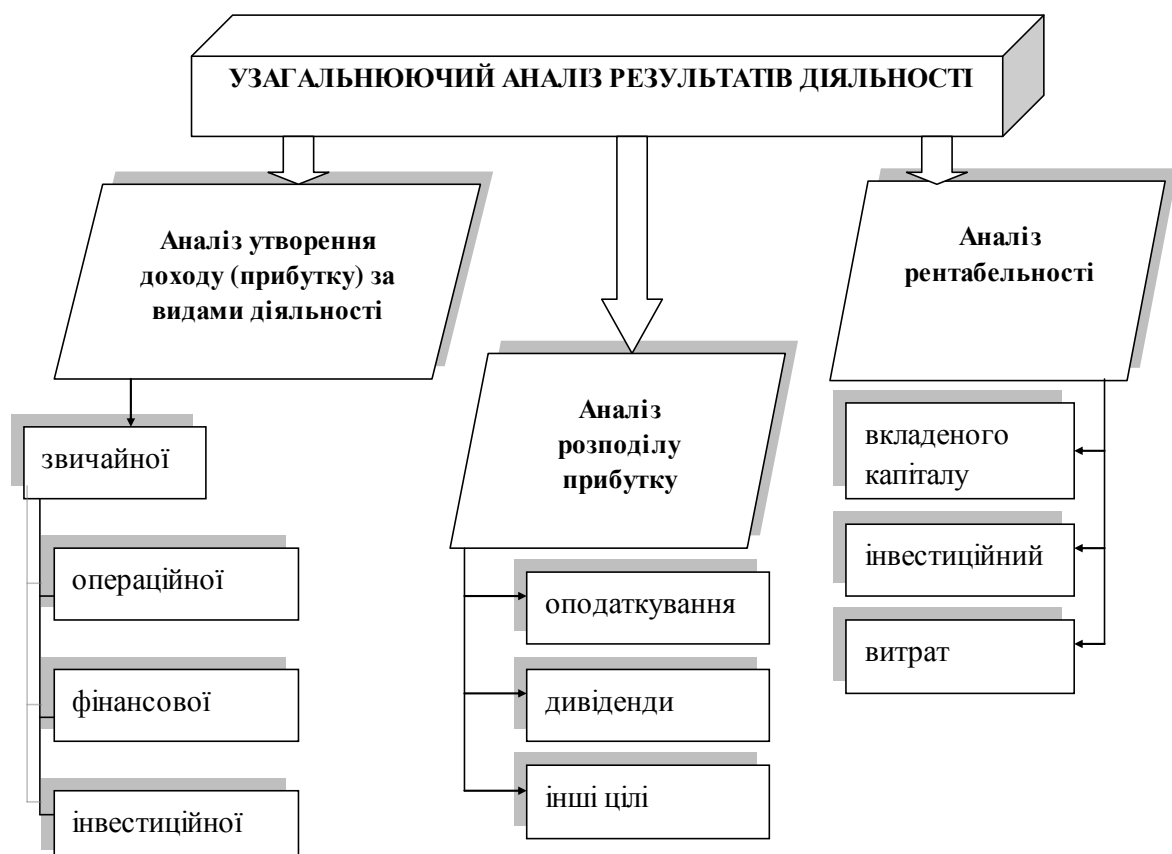 УЗАГАЛЬНЮЮЧИЙ АНАЛІЗ РЕЗУЛЬТАТІВ ДІЯЛЬНОСТІ
Аналіз утворення
доходу (прибутку) за
видами діяльності
звичайної
операційної
фінансової
інвестиційної
Аналіз
розподілу
прибутку
оподаткування
дивіденди
інші цілі
Аналіз
рентабельності
вкладеного
капіталу
інвестиційний
витрат